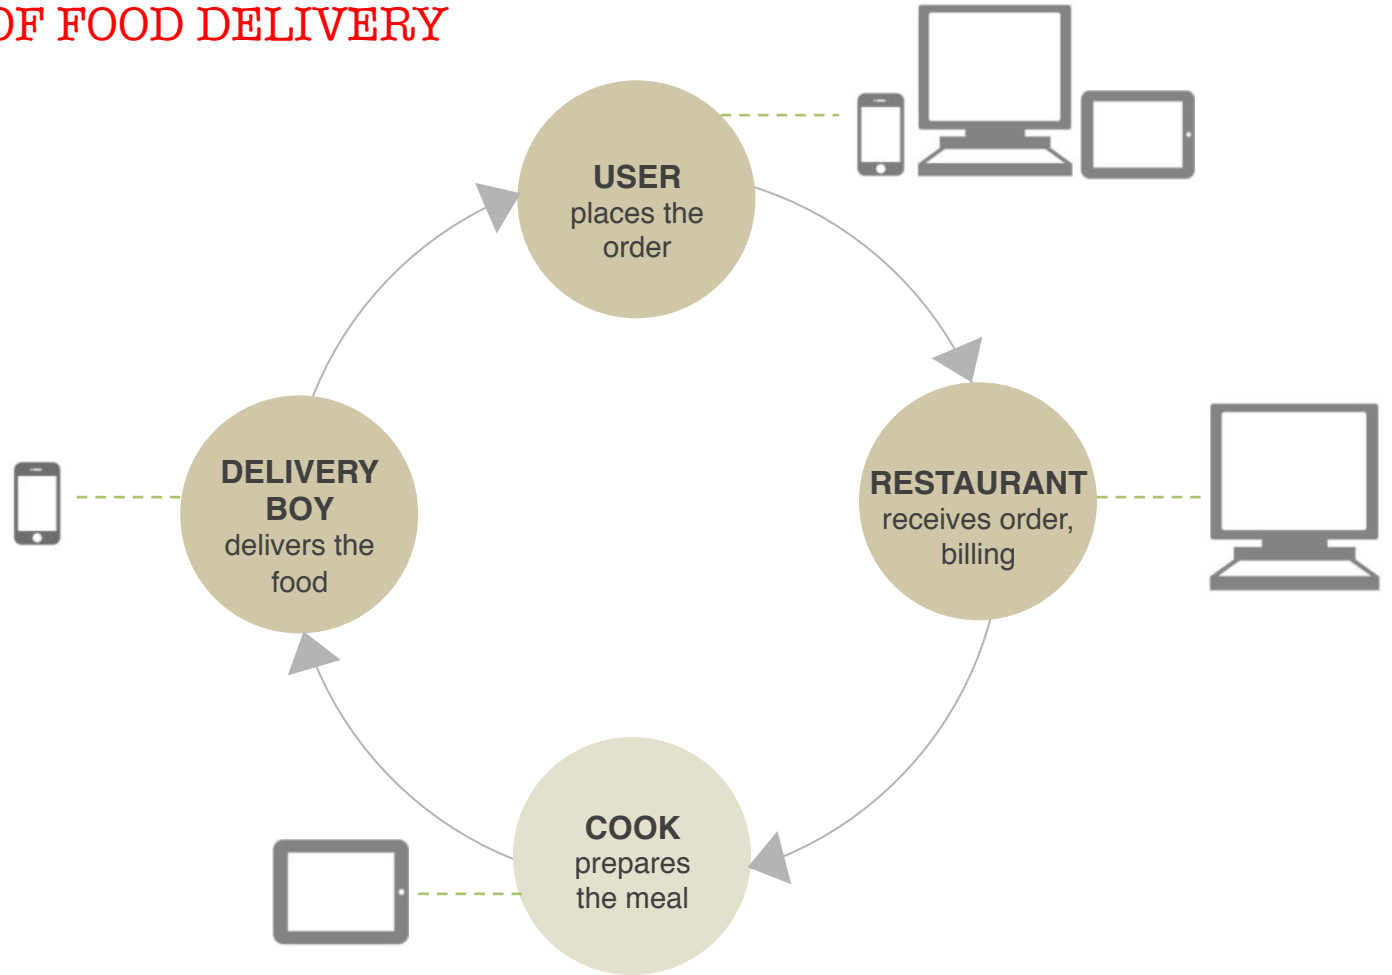 OF FOOD DELIVERY
USER
places the
order
RESTAURANT
receives order,
billing
COOK
prepares
the meal
DELIVERY
BOY
delivers the
food